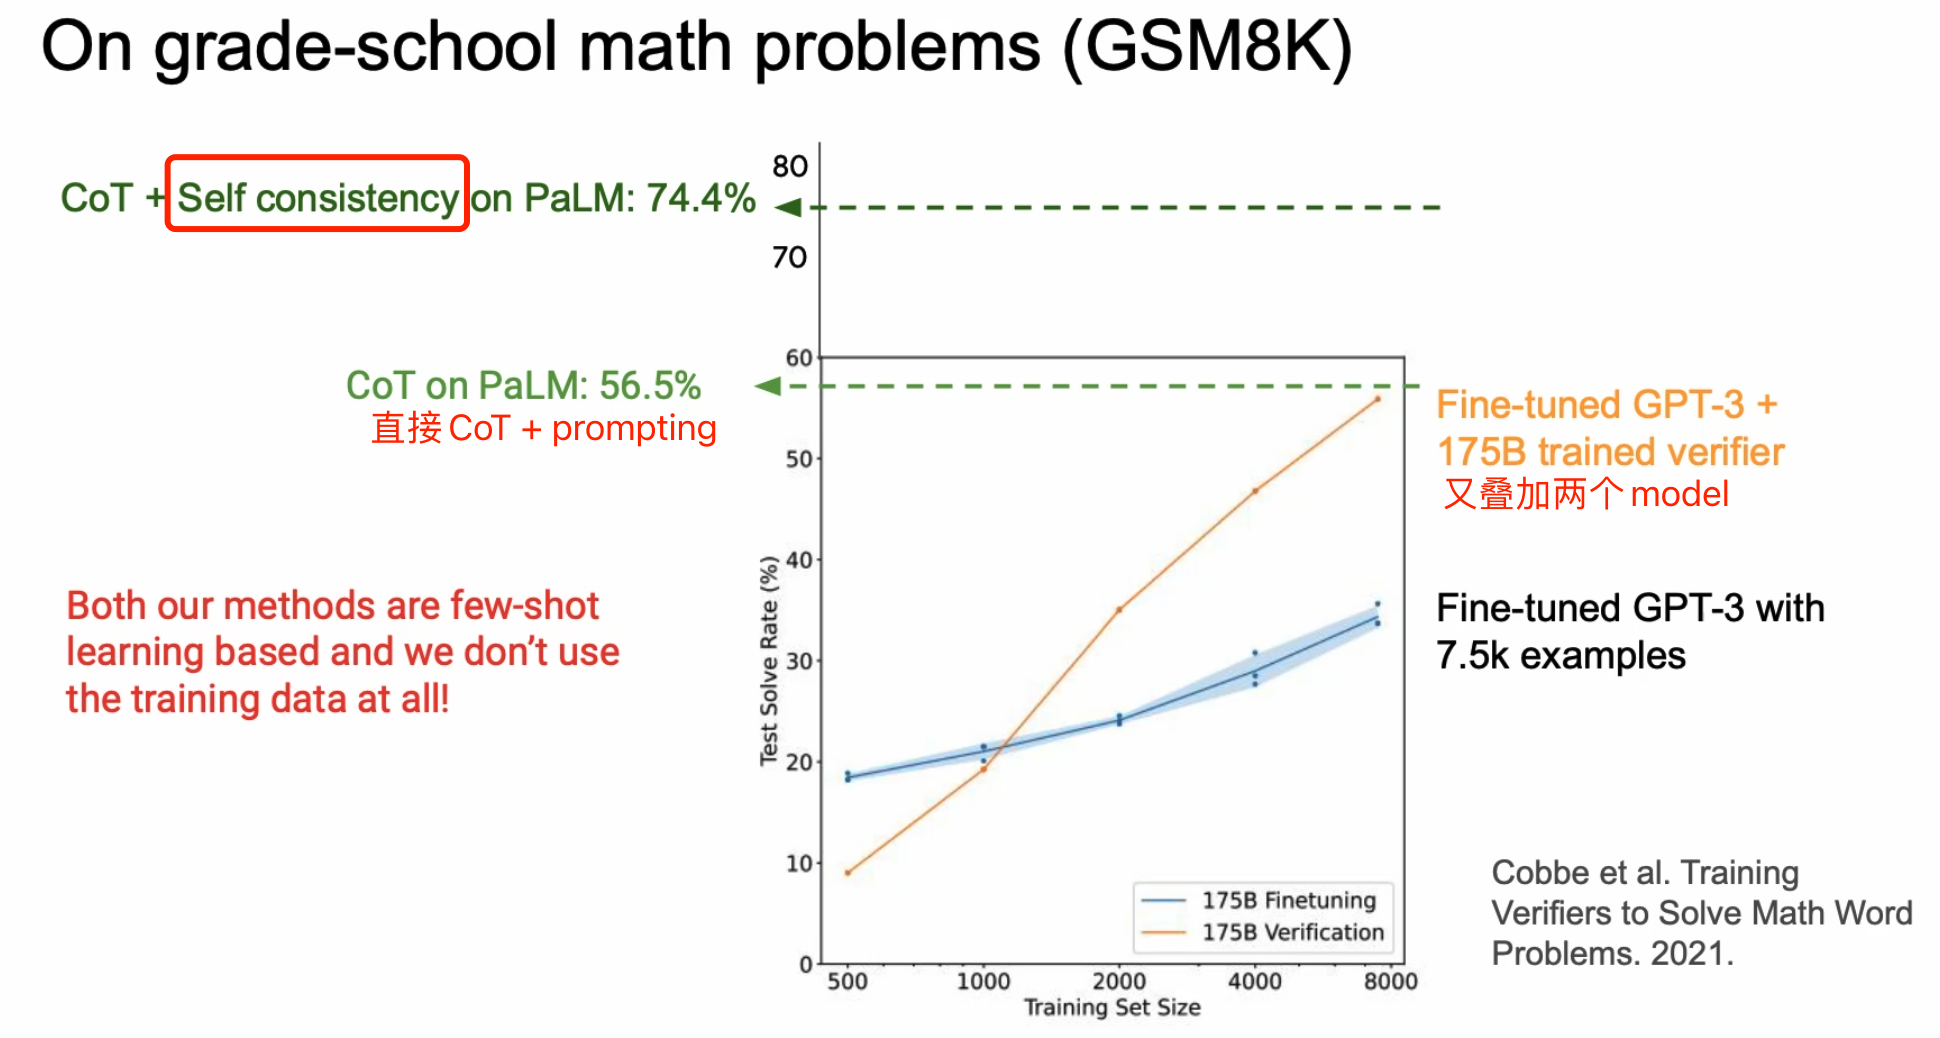 On grade-school math problems (GSM8K)
CoT + Self consistency on PaLM: 74.4%
CoT on PaLM: 56.5%
直接 CoT + prompting
Both our methods are few-shot
learning based and we don't use
the training data at all!
80
70
60
50
40
30
20
10
0
Test Solve Rate (%)
500 1000 2000 4000 8000
Training Set Size
175B Finetuning
175B Verification
Fine-tuned GPT-3 +
175B trained verifier
又叠加两个 model
Fine-tuned GPT-3 with
7.5k examples
Cobbe et al. Training
Verifiers to Solve Math Word
Problems. 2021.